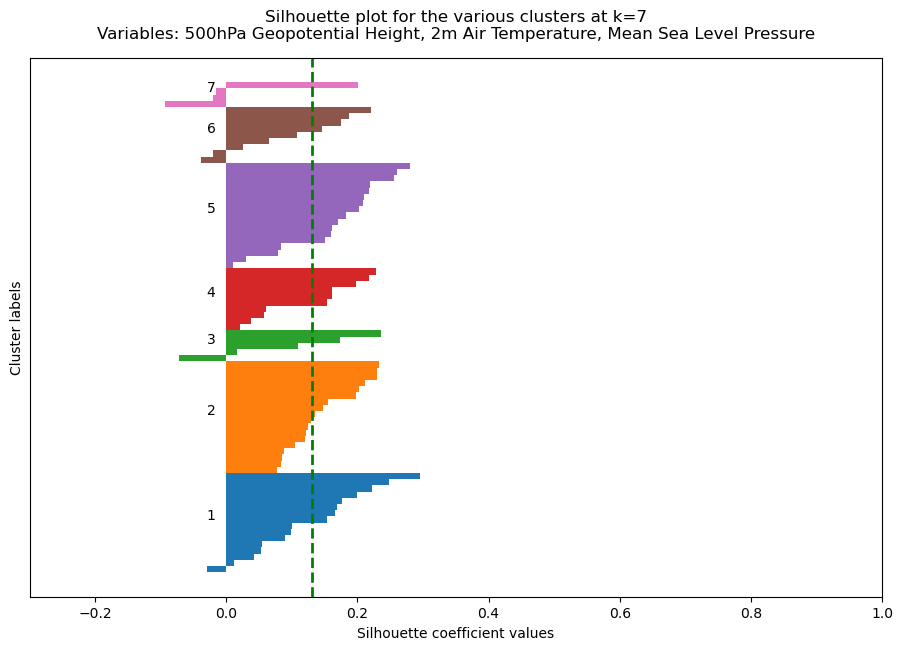 Silhouette plot for the various clusters at k=7
Variables: 500hPa Geopotential Height, 2m Air Temperature, Mean Sea Level Pressure
Cluster labels
7
6
5
4
3
2
1
−0.2 0.0 0.2 0.4 0.6 0.8 1.0
Silhouette coefficient values